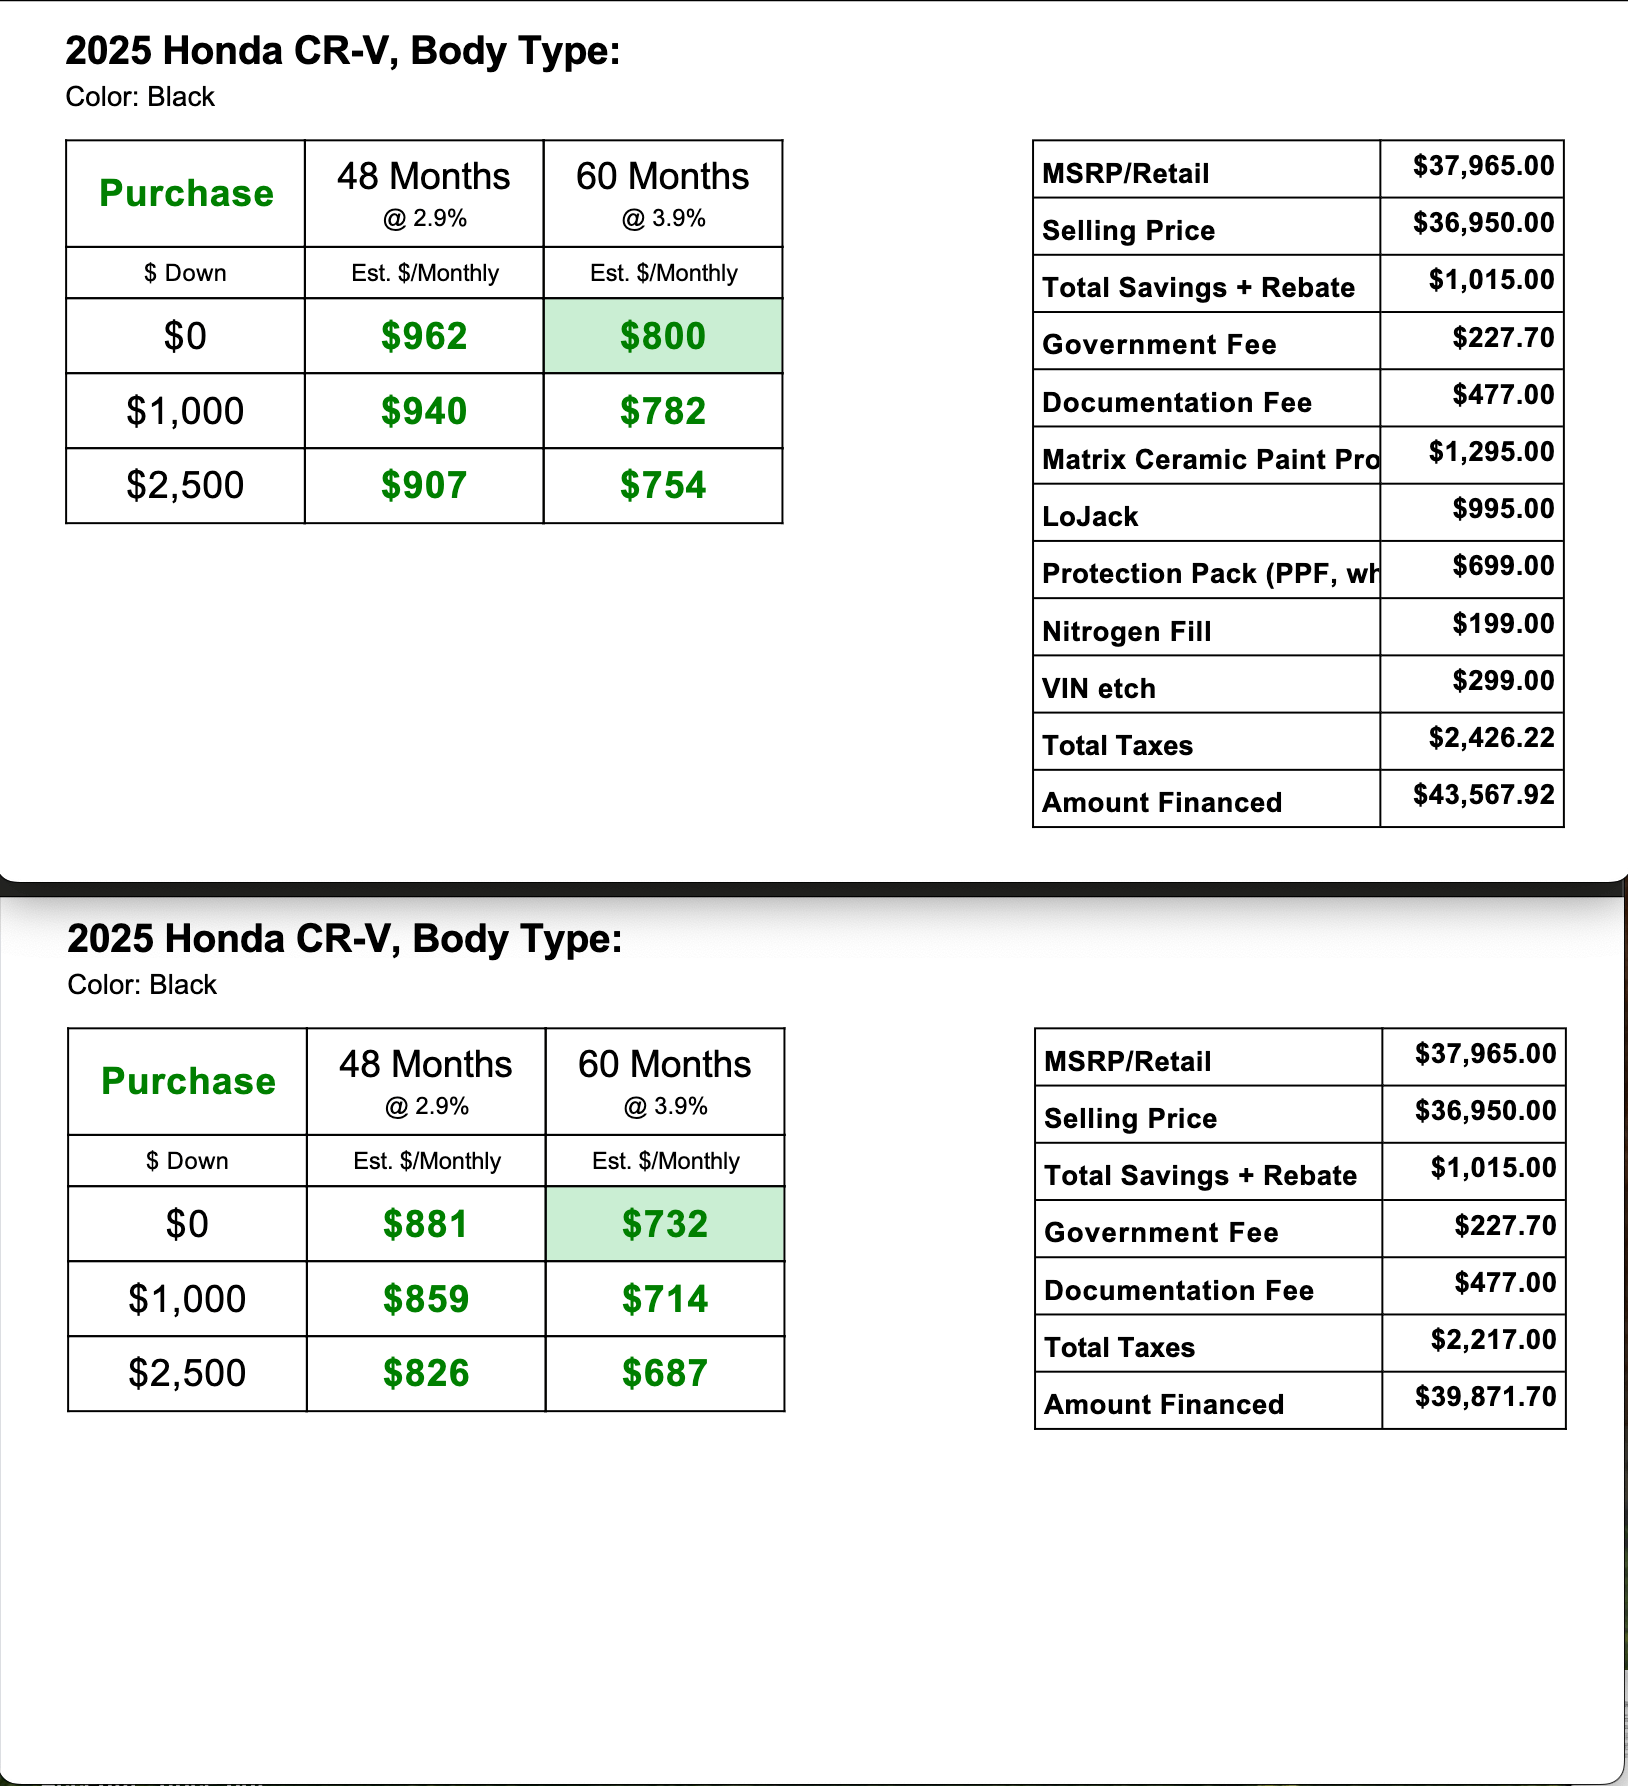 2025 Honda CR-V, Body Type:
Color: Black
Purchase 48 Months 60 Months
@ 2.9% @ 3.9%
$ Down Est. $/Monthly Est. $/Monthly
$0 $962 $800
$1,000 $940 $782
$2,500 $907 $754
MSRP/Retail $37,965.00
Selling Price $36,950.00
Total Savings + Rebate $1,015.00
Government Fee $227.70
Documentation Fee $477.00
Matrix Ceramic Paint Pro $1,295.00
LoJack $995.00
Protection Pack (PPF, wh $699.00
Nitrogen Fill $199.00
VIN etch $299.00
Total Taxes $2,426.22
Amount Financed $43,567.92
2025 Honda CR-V, Body Type:
Color: Black
Purchase 48 Months 60 Months
@ 2.9% @ 3.9%
$ Down Est. $/Monthly Est. $/Monthly
$0 $881 $732
$1,000 $859 $714
$2,500 $826 $687
MSRP/Retail $37,965.00
Selling Price $36,950.00
Total Savings + Rebate $1,015.00
Government Fee $227.70
Documentation Fee $477.00
Total Taxes $2,217.00
Amount Financed $39,871.70